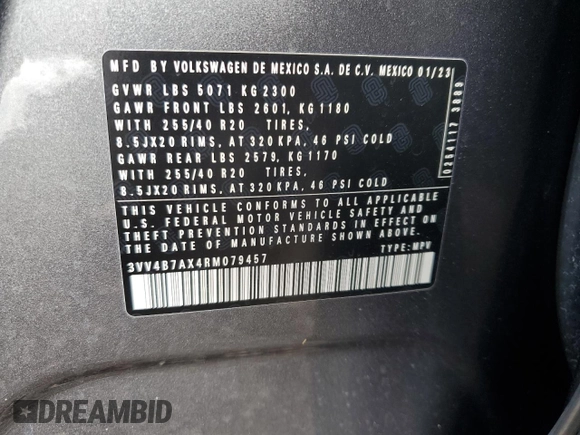 MFD BY VOLKSWAGEN DE MEXICO S.A. DE C.V. MEXICO 01/23
GVWR LBS 5071 KG 2300
GAWR FRONT LBS 2601, KG 1180
WITH 255/40 R20 TIRES,
8.5JX20 RIMS, AT 320 KPA, 46 PSI COLD
GAWR REAR LBS 2579, KG 1170
WITH 255/40 R20 TIRES,
8.5JX20 RIMS, AT 320 KPA, 46 PSI COLD
THIS VEHICLE CONFORMS TO ALL APPLICABLE
U.S. FEDERAL MOTOR VEHICLE SAFETY AND
THEFT PREVENTION STANDARDS IN EFFECT ON
THE DATE OF MANUFACTURE SHOWN ABOVE.
3VV4B7AX4RM079457 TYPE: MPV
DREAMBID